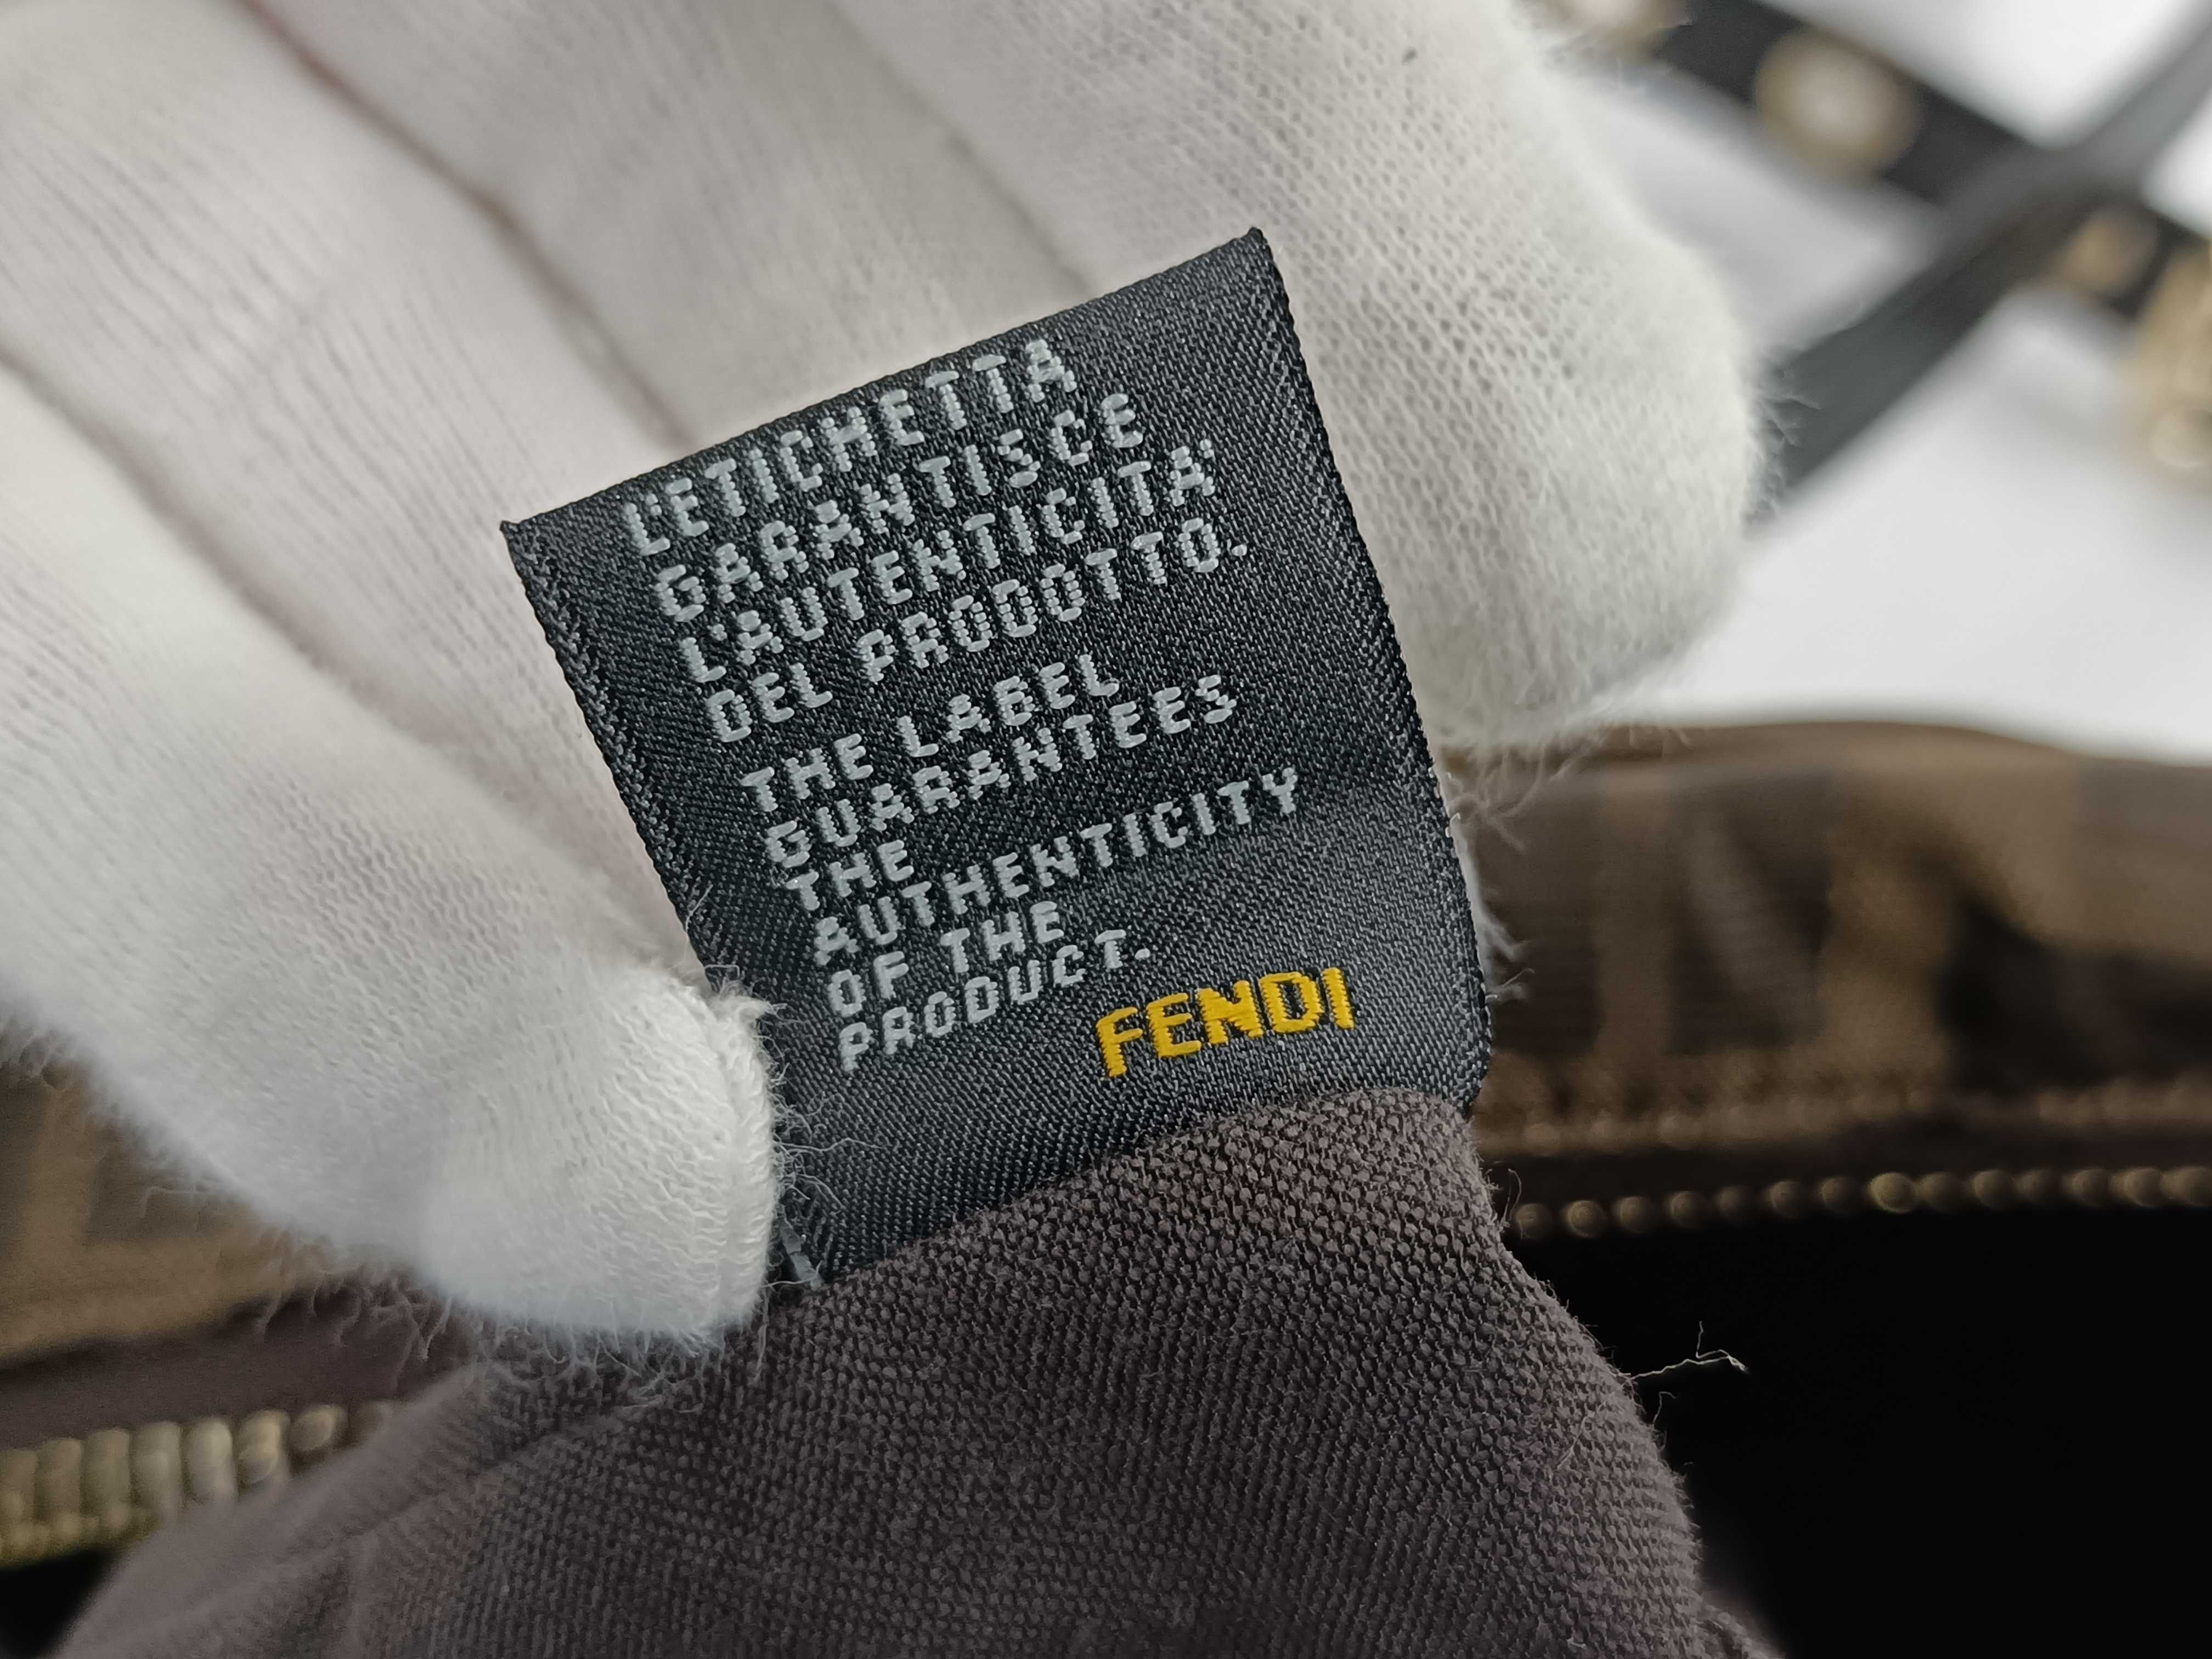 L'ETICHETTA
GARANTISCE
L'AUTENTICITA'
DEL PRODOTTO.
THE LABEL
GUARANTEES
THE
AUTHENTICITY
OF THE
PRODUCT.
FENDI